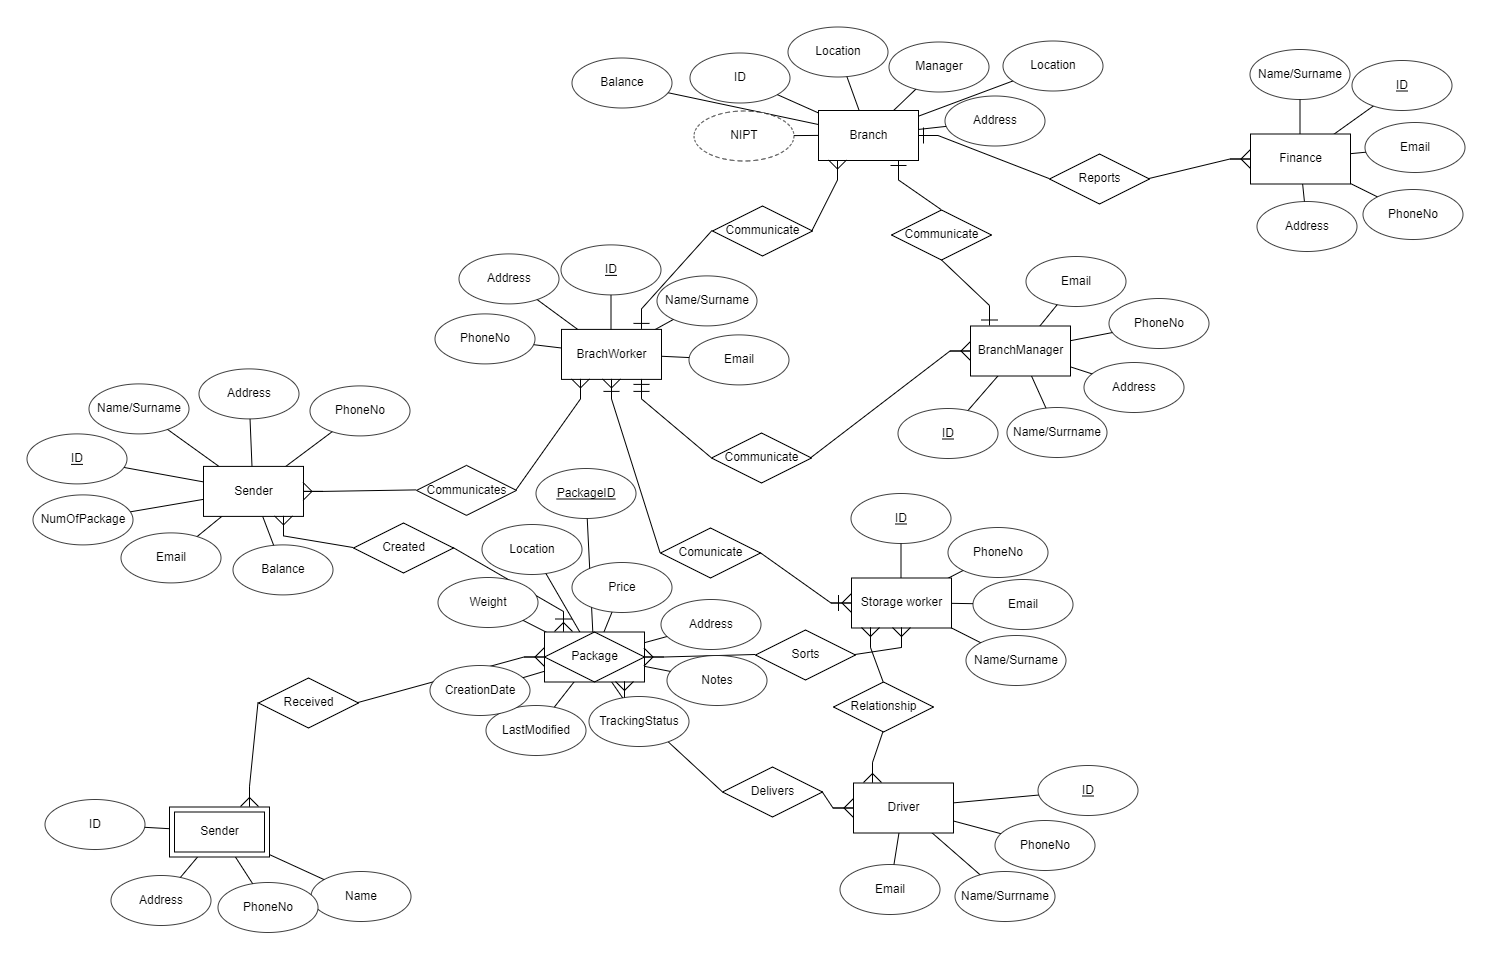 Location
Manager
Location
Balance
ID
Name/Surname
ID
Address
NIPT
Branch
Email
Finance
Reports
PhoneNo
Address
Communicate
Communicate
Address
ID
Email
Name/Surname
PhoneNo
PhoneNo
BrachWorker
Email
BranchManager
Address
Name/Surname
Address
PhoneNo
ID
Name/Surrname
ID
Communicate
Sender
Communicates
PackageID
NumOfPackage
ID
Email
Balance
Created
Location
Comunicate
PhoneNo
Price
Weight
Storage worker
Email
Address
Package
Sorts
Name/Surname
CreationDate
Notes
Received
LastModified
TrackingStatus
Relationship
Delivers
Driver
ID
ID
Sender
PhoneNo
Address
PhoneNo
Name
Email
Name/Surrname